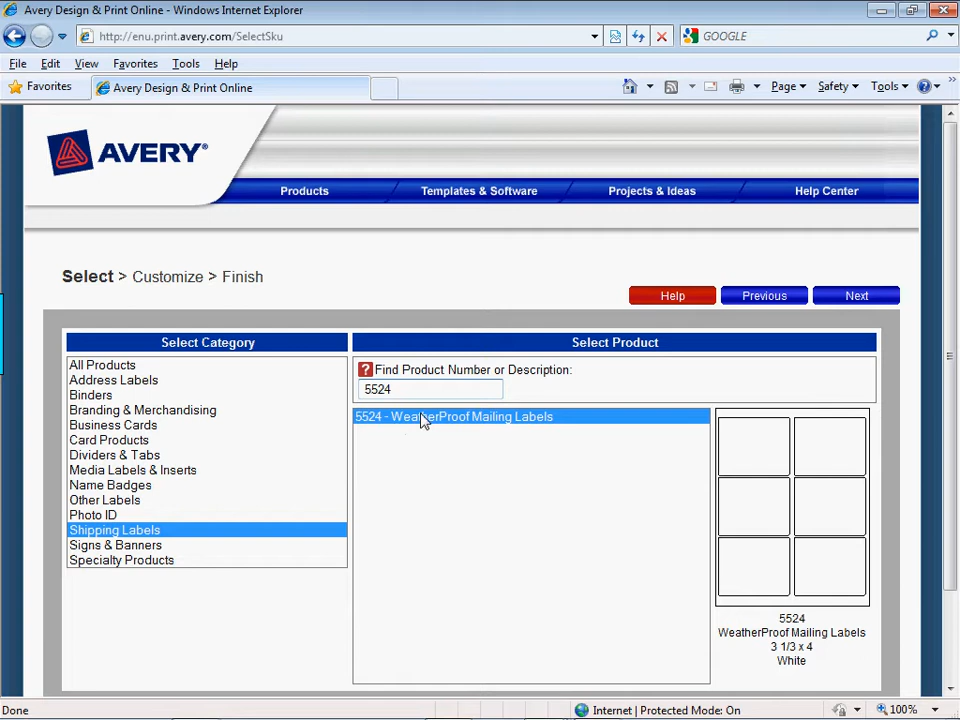 Avery Design & Print Online - Windows Internet Explorer
http://enu.print.avery.com/SelectSku
GOOGLE
File Edit View Favorites Tools Help
Favorites Avery Design & Print Online Page Safety Tools
AVERY
Products Templates & Software Projects & Ideas Help Center
Select > Customize > Finish
Help Previous Next
Select Category
Select Product
All Products
Address Labels
Binders
Branding & Merchandising
Business Cards
Card Products
Dividers & Tabs
Media Labels & Inserts
Name Badges
Other Labels
Photo ID
Shipping Labels
Signs & Banners
Specialty Products
? Find Product Number or Description:
5524
5524 - WeatherProof Mailing Labels
5524
WeatherProof Mailing Labels
3 1/3 x 4
White
Done Internet | Protected Mode: On 100%